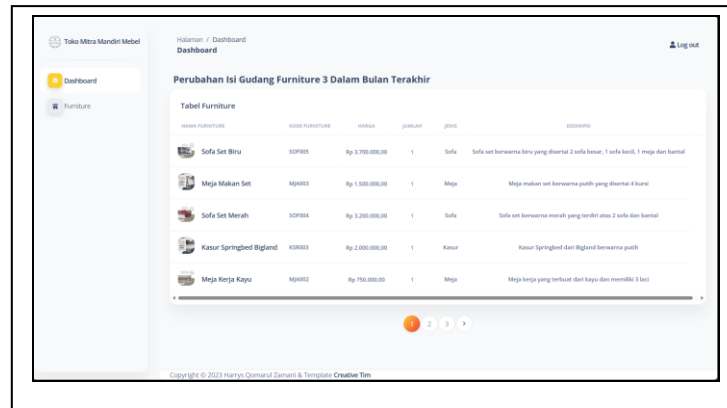 Toko Mitra Mandiri Mebel
Halaman / Dashboard
Dashboard
Log out
Dashboard
Furniture
Perubahan Isi Gudang Furniture 3 Dalam Bulan Terakhir
Tabel Furniture
NAMA FURNITURE KODE FURNITURE HARGA JUMLAH JENIS DESKRIPSI
Sofa Set Biru SOF005 Rp 3.700.000,00 1 Sofa Sofa set berwarna biru yang disertai 2 sofa besar, 1 sofa kecil, 1 meja dan bantal
Meja Makan Set MJA003 Rp 1.500.000,00 1 Meja Meja makan set berwarna putih yang disertai 4 kursi
Sofa Set Merah SOF004 Rp 3.200.000,00 1 Sofa Sofa set berwarna merah yang terdiri atas 2 sofa dan bantal
Kasur Springbed Bigland KSR003 Rp 2.000.000,00 1 Kasur Kasur Springbed dari Bigland berwarna putih
Meja Kerja Kayu MJA002 Rp 750.000,00 1 Meja Meja kerja yang terbuat dari kayu dan memiliki 3 laci
1 2 3 >
Copyright © 2023 Harrys Qomarul Zamani & Template Creative Tim